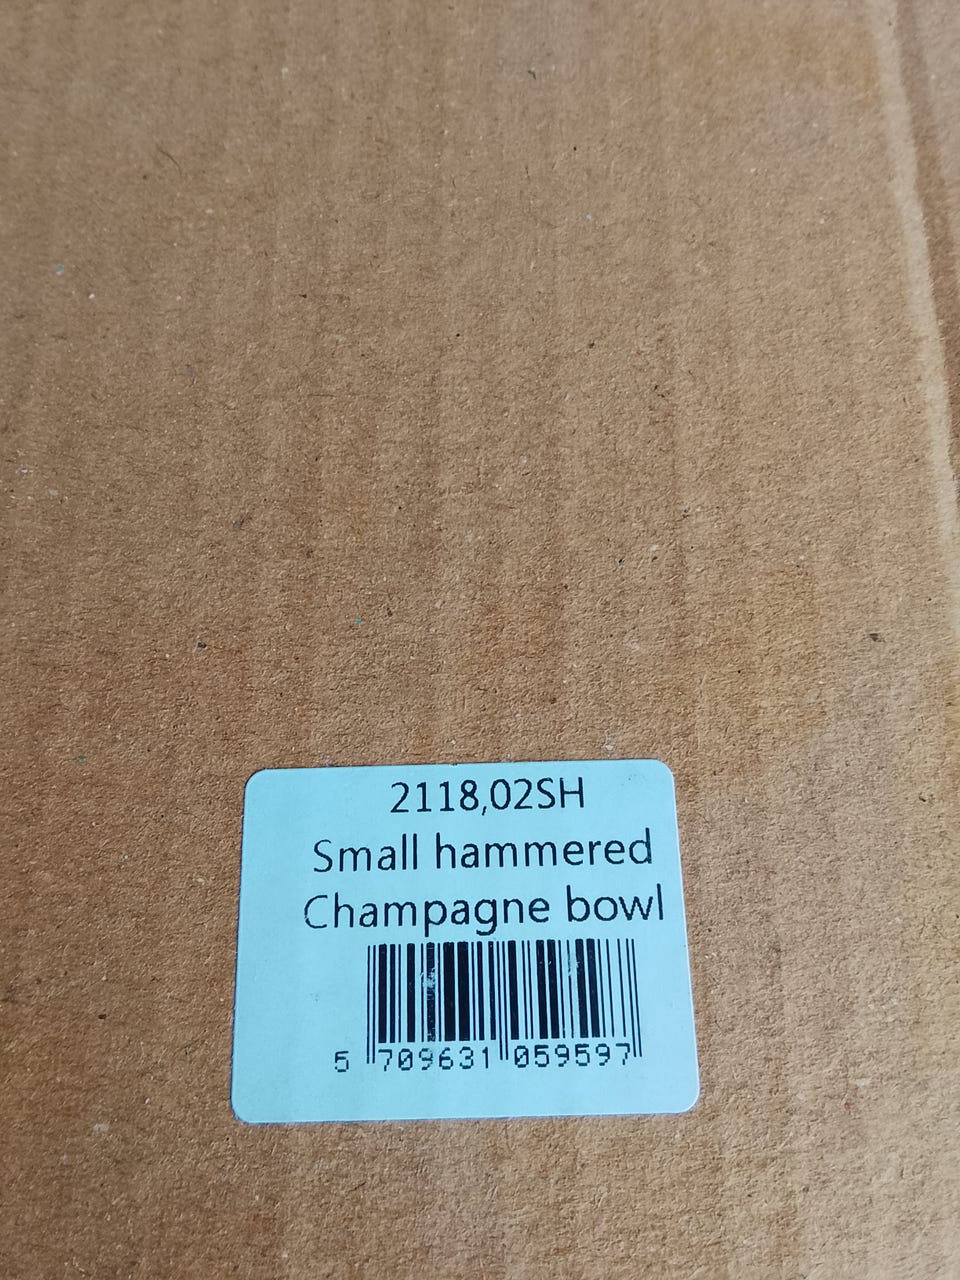 2118,02SH
Small hammered
Champagne bowl
5 709631 059597